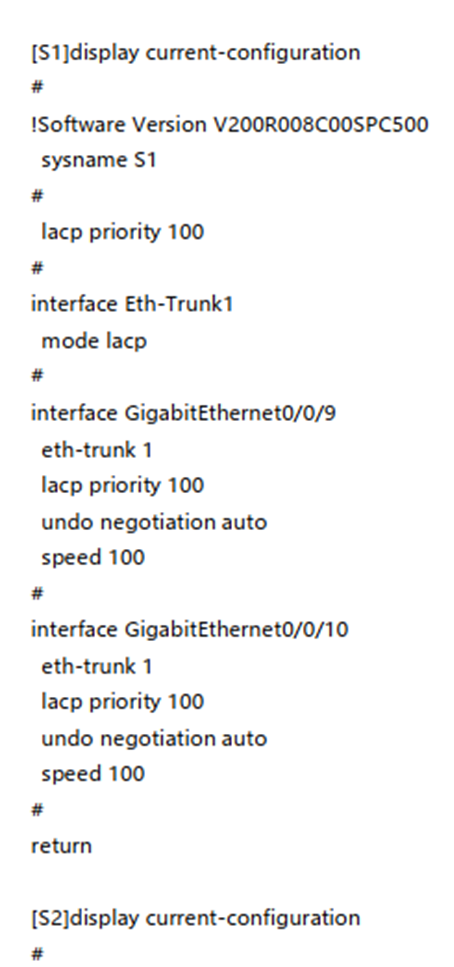 [S1]display current-configuration
#
!Software Version V200R008C00SPC500
sysname S1
#
lacp priority 100
#
interface Eth-Trunk1
mode lacp
#
interface GigabitEthernet0/0/9
eth-trunk 1
lacp priority 100
undo negotiation auto
speed 100
#
interface GigabitEthernet0/0/10
eth-trunk 1
lacp priority 100
undo negotiation auto
speed 100
#
return
[S2]display current-configuration
#